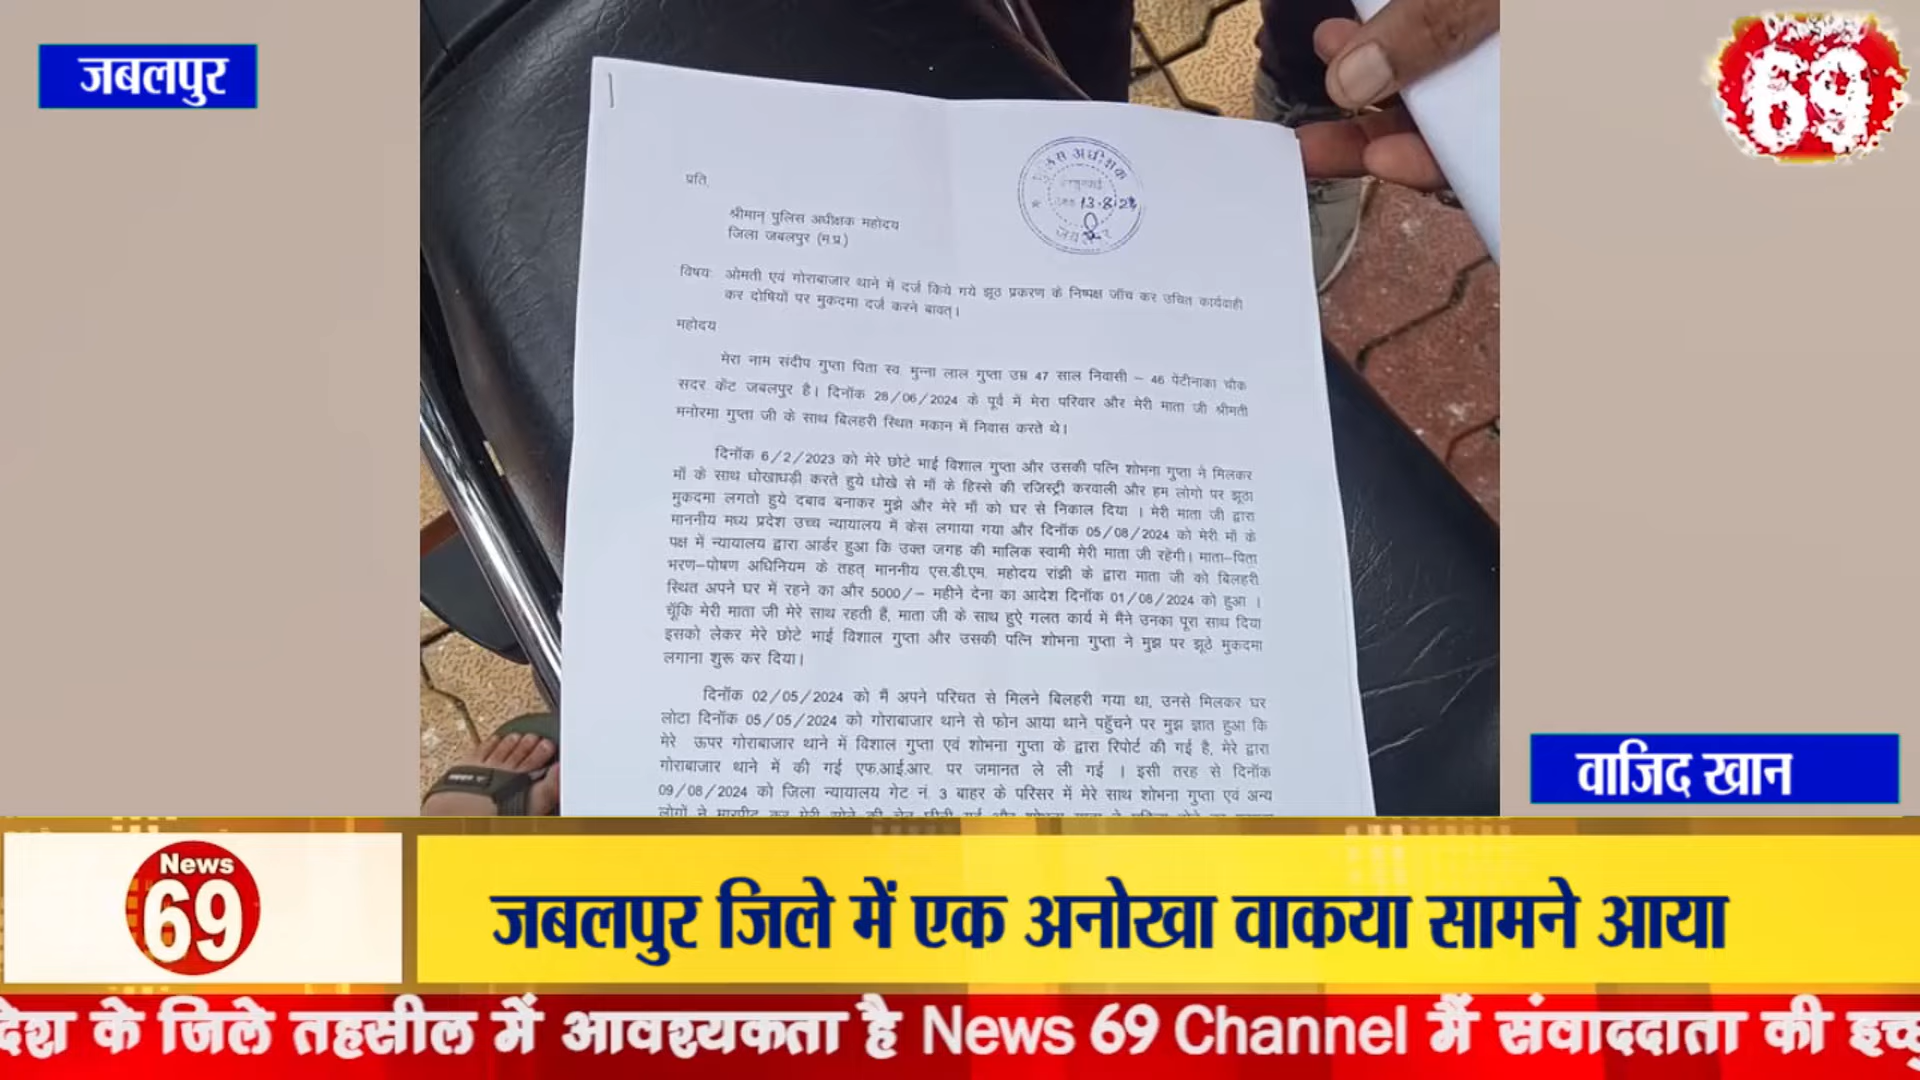 जबलपुर
69
पुलिस अधीक्षक
13.8.24
प्रति,
श्रीमान् पुलिस अधीक्षक महोदय
जिला जबलपुर (म.प्र.)
विषयः ओमती एवं गोराबाजार थाने में दर्ज किये गये झूठ प्रकरण के निष्पक्ष जॉच कर उचित कार्यवाही
कर दोषियों पर मुकदमा दर्ज करने बावत्।
महोदय
मेरा नाम संदीप गुप्ता पिता स्व. मुन्ना लाल गुप्ता उम्र 47 साल निवासी – 46 पेंटीनाका चौक
सदर केंट जबलपुर है। दिनॉक 28/06/2024 के पूर्व में मेरा परिवार और मेरी माता जी श्रीमती
मनोरमा गुप्ता जी के साथ बिलहरी स्थित मकान में निवास करते थे।
दिनॉक 6/2/2023 को मेरे छोटे भाई विशाल गुप्ता और उसकी पत्नि शोभना गुप्ता ने मिलकर
मॉ के साथ धोखाधड़ी करते हुये धोखे से मॉ के हिस्से की रजिस्ट्री करवाली और हम लोगो पर झूठा
मुकदमा लगतो हुये दबाव बनाकर मुझे और मेरे मॉ को घर से निकाल दिया । मेरी माता जी द्वारा
माननीय मध्य प्रदेश उच्च न्यायालय में केस लगाया गया और दिनॉक 05/08/2024 को मेरी मॉ के
पक्ष में न्यायालय द्वारा आर्डर हुआ कि उक्त जगह की मालिक स्वामी मेरी माता जी रहेंगी। माता–पिता
भरण–पोषण अधिनियम के तहत् माननीय एस.डी.एम. महोदय रांझी के द्वारा माता जी को बिलहरी
स्थित अपने घर में रहने का और 5000/– महीने देना का आदेश दिनॉक 01/08/2024 को हुआ ।
चूँकि मेरी माता जी मेरे साथ रहती हैं, माता जी के साथ हुऐ गलत कार्य में मैने उनका पूरा साथ दिया
इसको लेकर मेरे छोटे भाई विशाल गुप्ता और उसकी पत्नि शोभना गुप्ता ने मुझ पर झूठे मुकदमा
लगाना शुरू कर दिया।
दिनॉक 02/05/2024 को मैं अपने परिचत से मिलने बिलहरी गया था, उनसे मिलकर घर
लोटा दिनॉक 05/05/2024 को गोराबाजार थाने से फोन आया थाने पहुँचने पर मुझ ज्ञात हुआ कि
मेरे ऊपर गोराबाजार थाने में विशाल गुप्ता एवं शोभना गुप्ता के द्वारा रिपोर्ट की गई है, मेरे द्वारा
गोराबाजार थाने में की गई एफ.आई.आर. पर जमानत ले ली गई । इसी तरह से दिनॉक
09/08/2024 को जिला न्यायालय गेट नं. 3 बाहर के परिसर में मेरे साथ शोभना गुप्ता एवं अन्य
वाजिद खान
News
69
जबलपुर जिले में एक अनोखा वाकया सामने आया
के जिले तहसील में आवश्यकता है News 69 Channel मैं संवाददाता की